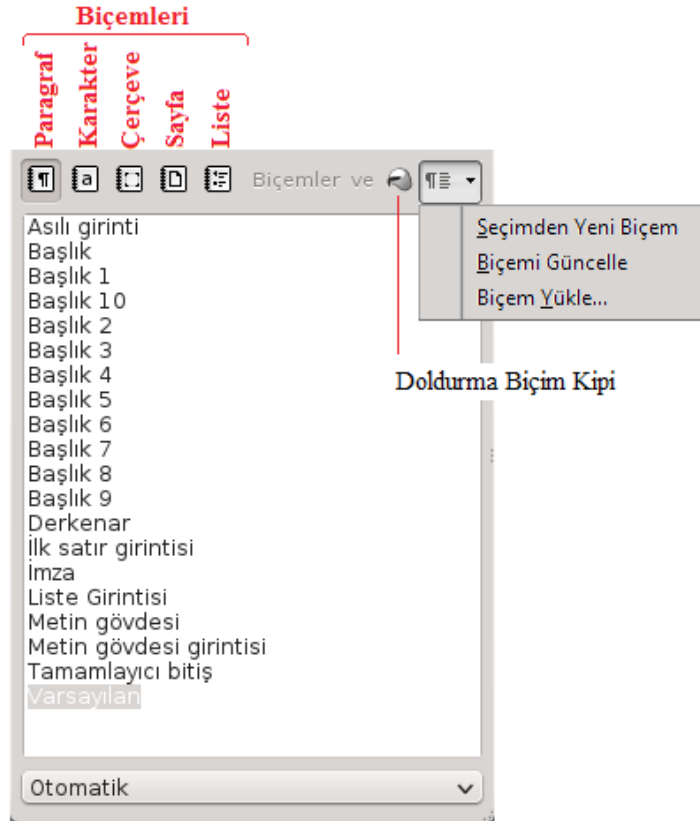 Biçemleri
Paragraf
Karakter
Çerçeve
Sayfa
Liste
Biçemler ve
Seçimden Yeni Biçem
Biçemi Güncelle
Biçem Yükle...
Doldurma Biçim Kipi
Asılı girinti
Başlık
Başlık 1
Başlık 10
Başlık 2
Başlık 3
Başlık 4
Başlık 5
Başlık 6
Başlık 7
Başlık 8
Başlık 9
Derkenar
İlk satır girintisi
İmza
Liste Girintisi
Metin gövdesi
Metin gövdesi girintisi
Tamamlayıcı bitiş
Varsayılan
Otomatik